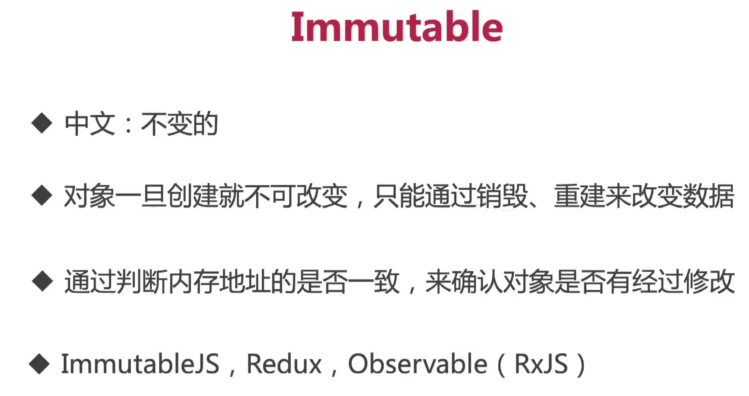 Immutable
◆ 中文：不变的
◆ 对象一旦创建就不可改变，只能通过销毁、重建来改变数据
◆ 通过判断内存地址的是否一致，来确认对象是否有经过修改
◆ ImmutableJS，Redux，Observable（RxJS）